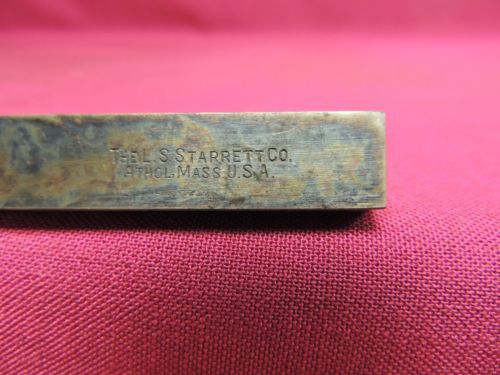 THE L.S STARRETT CO.
ATHOL, MASS U.S.A.